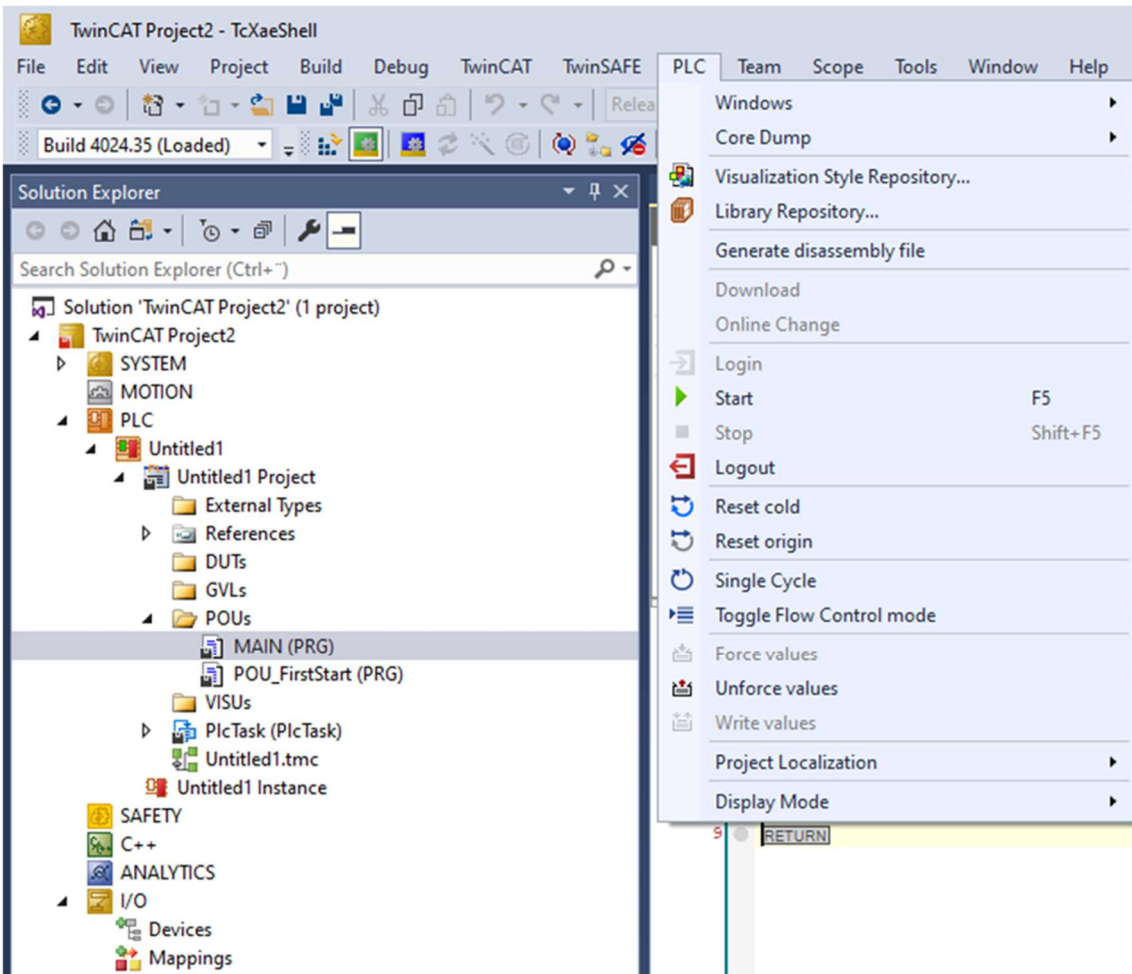 TwinCAT Project2 - TcXaeShell
File Edit View Project Build Debug TwinCAT TwinSAFE PLC Team Scope Tools Window Help
Relea
Build 4024.35 (Loaded)
Solution Explorer
Search Solution Explorer (Ctrl+¨)
Solution 'TwinCAT Project2' (1 project)
TwinCAT Project2
SYSTEM
MOTION
PLC
Untitled1
Untitled1 Project
External Types
References
DUTs
GVLs
POUs
MAIN (PRG)
POU_FirstStart (PRG)
VISUs
PlcTask (PlcTask)
Untitled1.tmc
Untitled1 Instance
SAFETY
C++
ANALYTICS
I/O
Devices
Mappings
Windows
Core Dump
Visualization Style Repository...
Library Repository...
Generate disassembly file
Download
Online Change
Login
Start F5
Stop Shift+F5
Logout
Reset cold
Reset origin
Single Cycle
Toggle Flow Control mode
Force values
Unforce values
Write values
Project Localization
Display Mode
9 RETURN